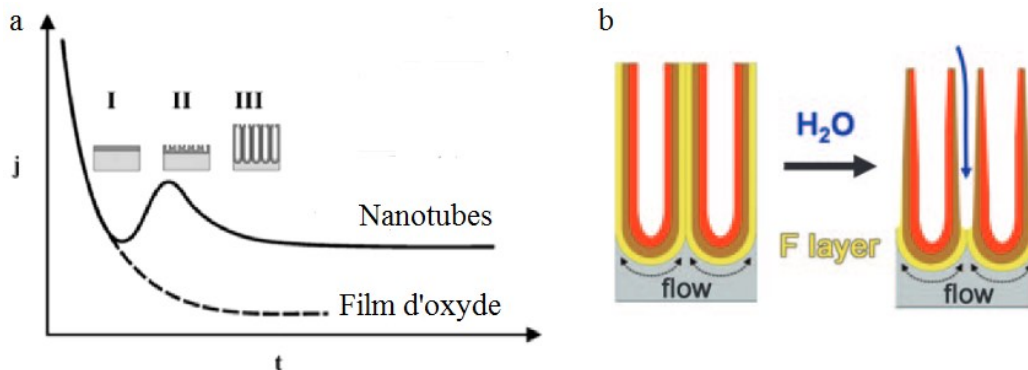 a
I II III
j
Nanotubes
Film d'oxyde
t
b
H₂O
F layer
flow
flow